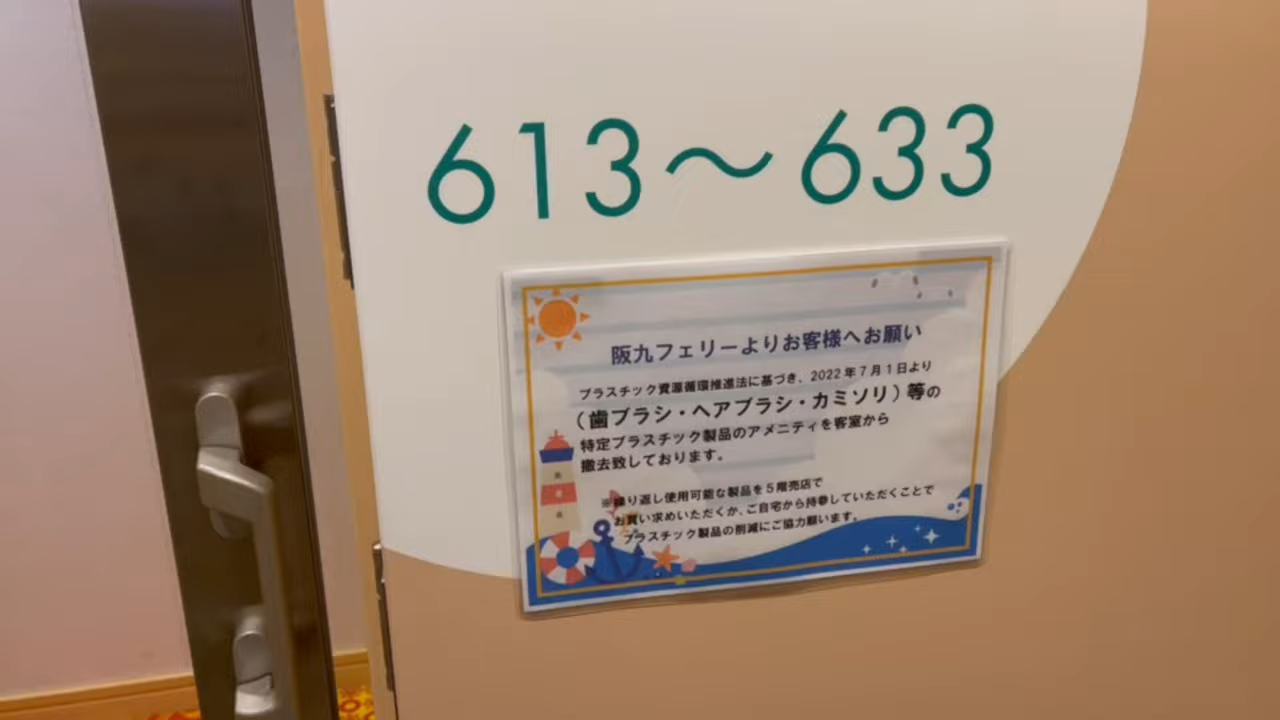 613～633
阪九フェリーよりお客様へお願い
プラスチック資源循環推進法に基づき、2022年7月1日より
（歯ブラシ・ヘアブラシ・カミソリ）等の
特定プラスチック製品のアメニティを客室から
撤去致しております。
※繰り返し使用可能な製品を5階売店で
お買い求めいただくか、ご自宅から持参していただくことで
プラスチック製品の削減にご協力願います。